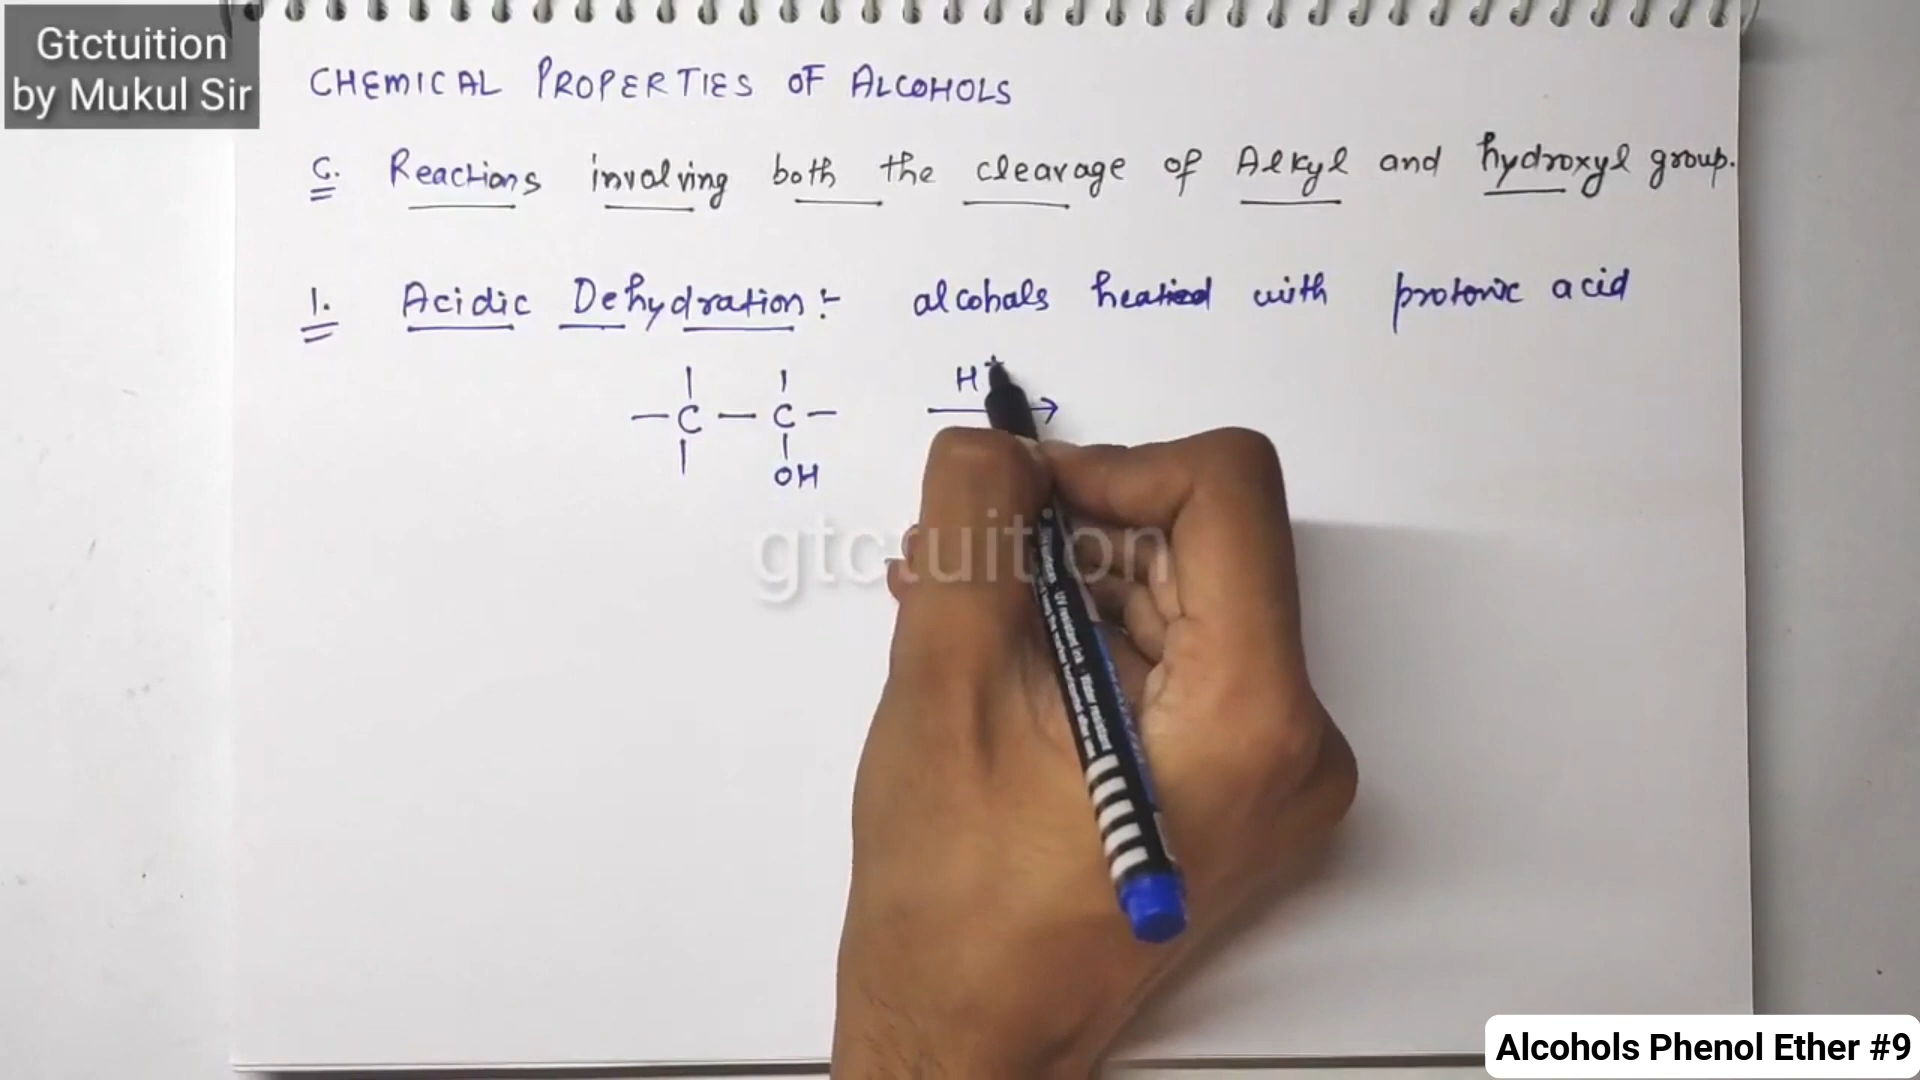 Gtctuition
by Mukul Sir
CHEMICAL PROPERTIES OF ALCOHOLS
C. Reactions involving both the cleavage of Alkyl and hydroxyl group.
1. Acidic Dehydration :- alcohals heated with protonic acid
H+
— C — C — →
OH
gtctuition
Alcohols Phenol Ether #9